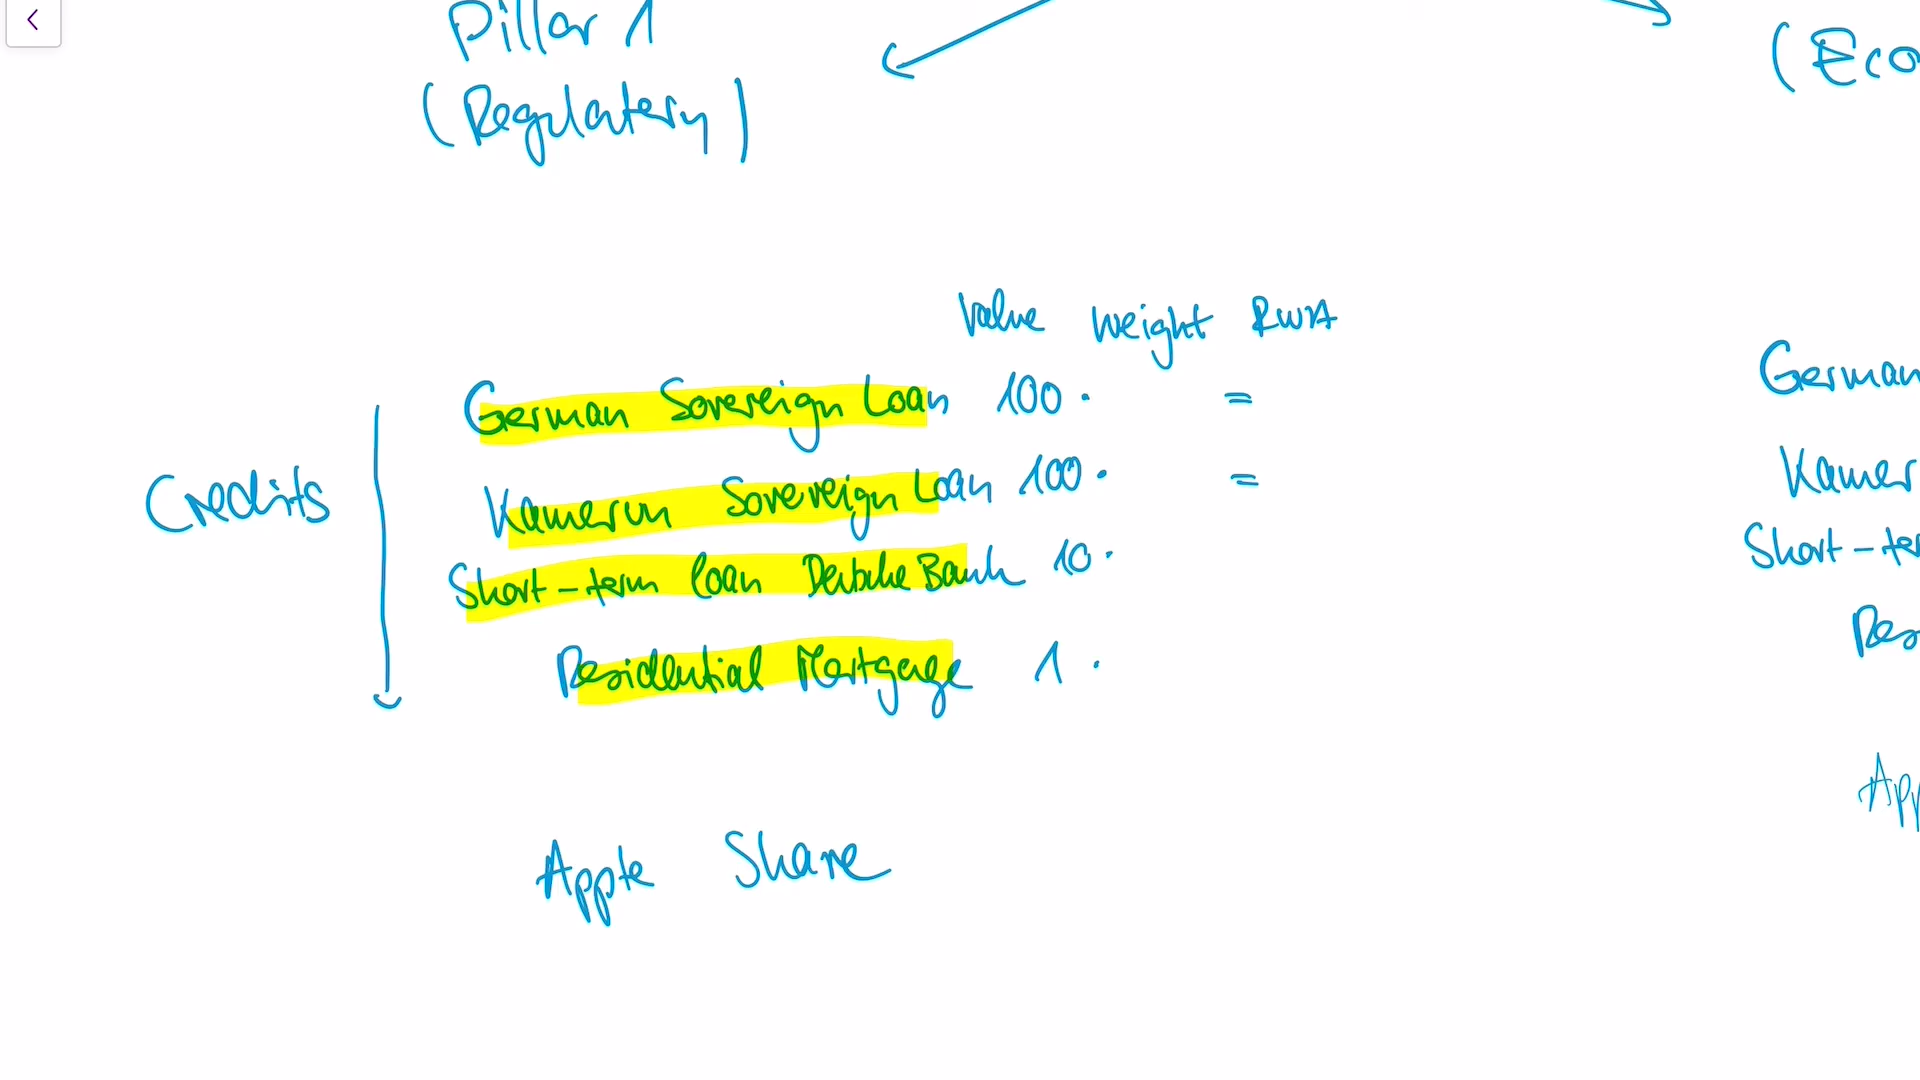 Pillar 1
(Regulatory)
(Eco
Value Weight RWA
German Sovereign Loan 100 · =
Kamerun Sovereign Loan 100 · =
Short-term loan Deutsche Bank 10 ·
Residential Mortgage 1 ·
Credits
Apple Share
German
Kamer
Short-ter
Res
App